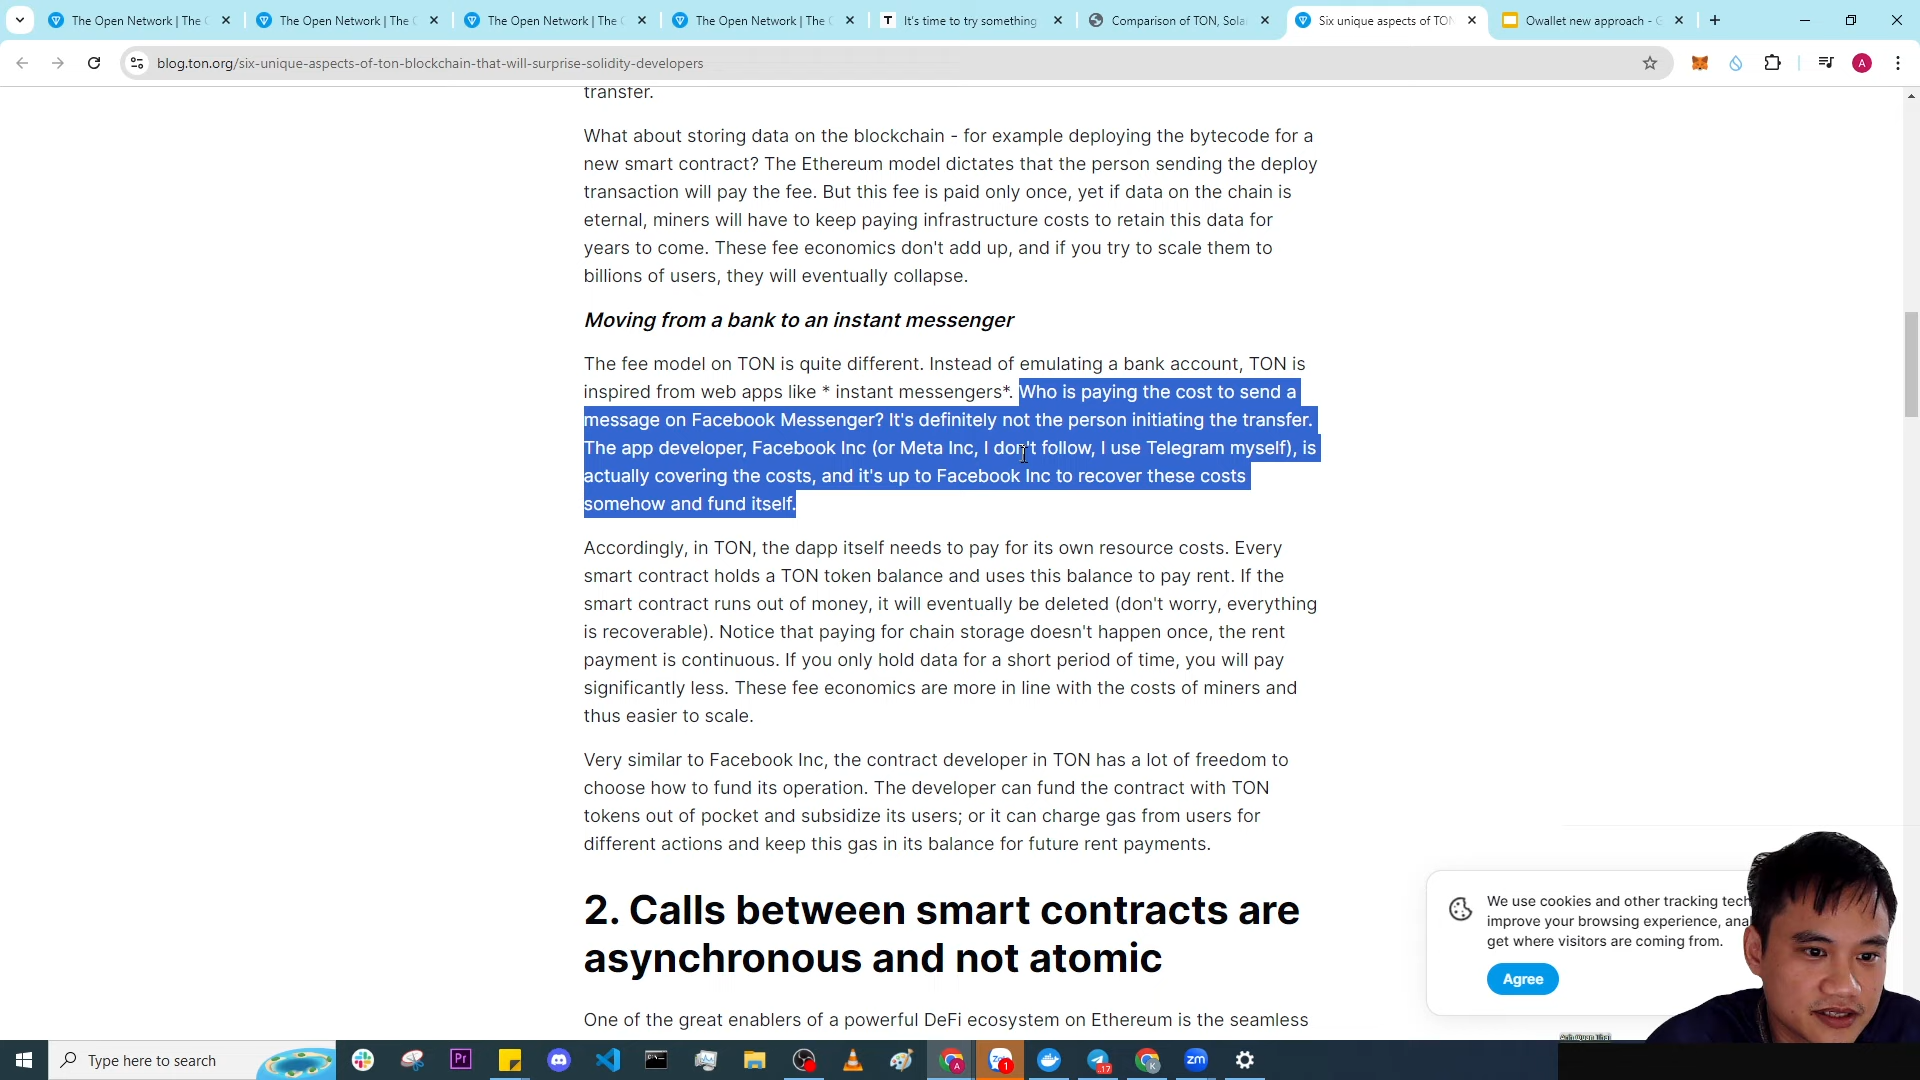 The Open Network | The
The Open Network | The
The Open Network | The
The Open Network | The
T It's time to try something
Comparison of TON, Sola
Six unique aspects of TON
Owallet new approach - G
blog.ton.org/six-unique-aspects-of-ton-blockchain-that-will-surprise-solidity-developers
A
transfer.
What about storing data on the blockchain - for example deploying the bytecode for a
new smart contract? The Ethereum model dictates that the person sending the deploy
transaction will pay the fee. But this fee is paid only once, yet if data on the chain is
eternal, miners will have to keep paying infrastructure costs to retain this data for
years to come. These fee economics don't add up, and if you try to scale them to
billions of users, they will eventually collapse.
Moving from a bank to an instant messenger
The fee model on TON is quite different. Instead of emulating a bank account, TON is
inspired from web apps like * instant messengers*. Who is paying the cost to send a
message on Facebook Messenger? It's definitely not the person initiating the transfer.
The app developer, Facebook Inc (or Meta Inc, I don't follow, I use Telegram myself), is
actually covering the costs, and it's up to Facebook Inc to recover these costs
somehow and fund itself.
Accordingly, in TON, the dapp itself needs to pay for its own resource costs. Every
smart contract holds a TON token balance and uses this balance to pay rent. If the
smart contract runs out of money, it will eventually be deleted (don't worry, everything
is recoverable). Notice that paying for chain storage doesn't happen once, the rent
payment is continuous. If you only hold data for a short period of time, you will pay
significantly less. These fee economics are more in line with the costs of miners and
thus easier to scale.
Very similar to Facebook Inc, the contract developer in TON has a lot of freedom to
choose how to fund its operation. The developer can fund the contract with TON
tokens out of pocket and subsidize its users; or it can charge gas from users for
different actions and keep this gas in its balance for future rent payments.
2. Calls between smart contracts are
asynchronous and not atomic
One of the great enablers of a powerful DeFi ecosystem on Ethereum is the seamless
We use cookies and other tracking tech
improve your browsing experience, ana
get where visitors are coming from.
Agree
Type here to search
Pr
A
Zalo
1
17
K
zm